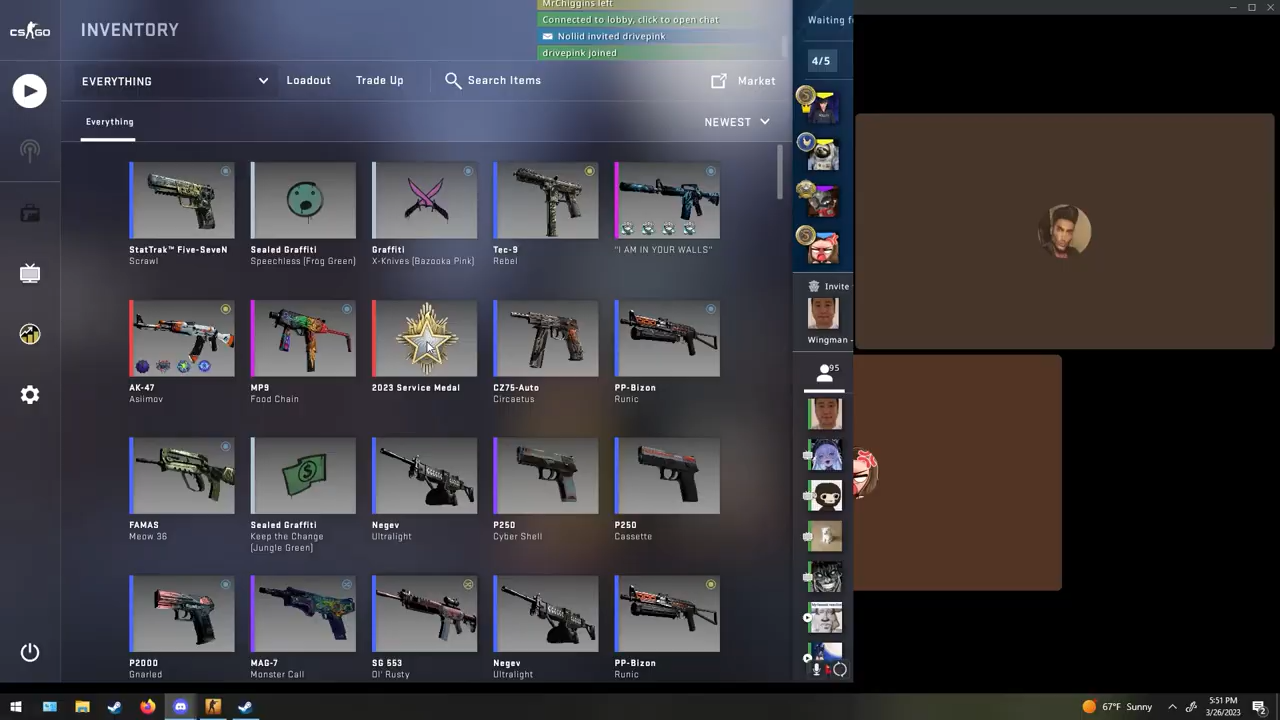 MrChiggins left
Connected to lobby, click to open chat
Nollid invited drivepink
drivepink joined
CS:GO
INVENTORY
Waiting f
4/5
EVERYTHING
Loadout
Trade Up
Search Items
Market
Everything
NEWEST
StatTrak™ Five-SeveN
Scrawl
Sealed Graffiti
Speechless (Frog Green)
Graffiti
X-Knives (Bazooka Pink)
Tec-9
Rebel
"I AM IN YOUR WALLS"
Invite
Wingman -
95
AK-47
Asiimov
MP9
Food Chain
2023 Service Medal
CZ75-Auto
Circaetus
PP-Bizon
Runic
FAMAS
Meow 36
Sealed Graffiti
Keep the Change
(Jungle Green)
Negev
Ultralight
P250
Cyber Shell
P250
Cassette
P2000
Gnarled
MAG-7
Monster Call
SG 553
Ol' Rusty
Negev
Ultralight
PP-Bizon
Runic
67°F Sunny
5:51 PM
3/26/2023
2